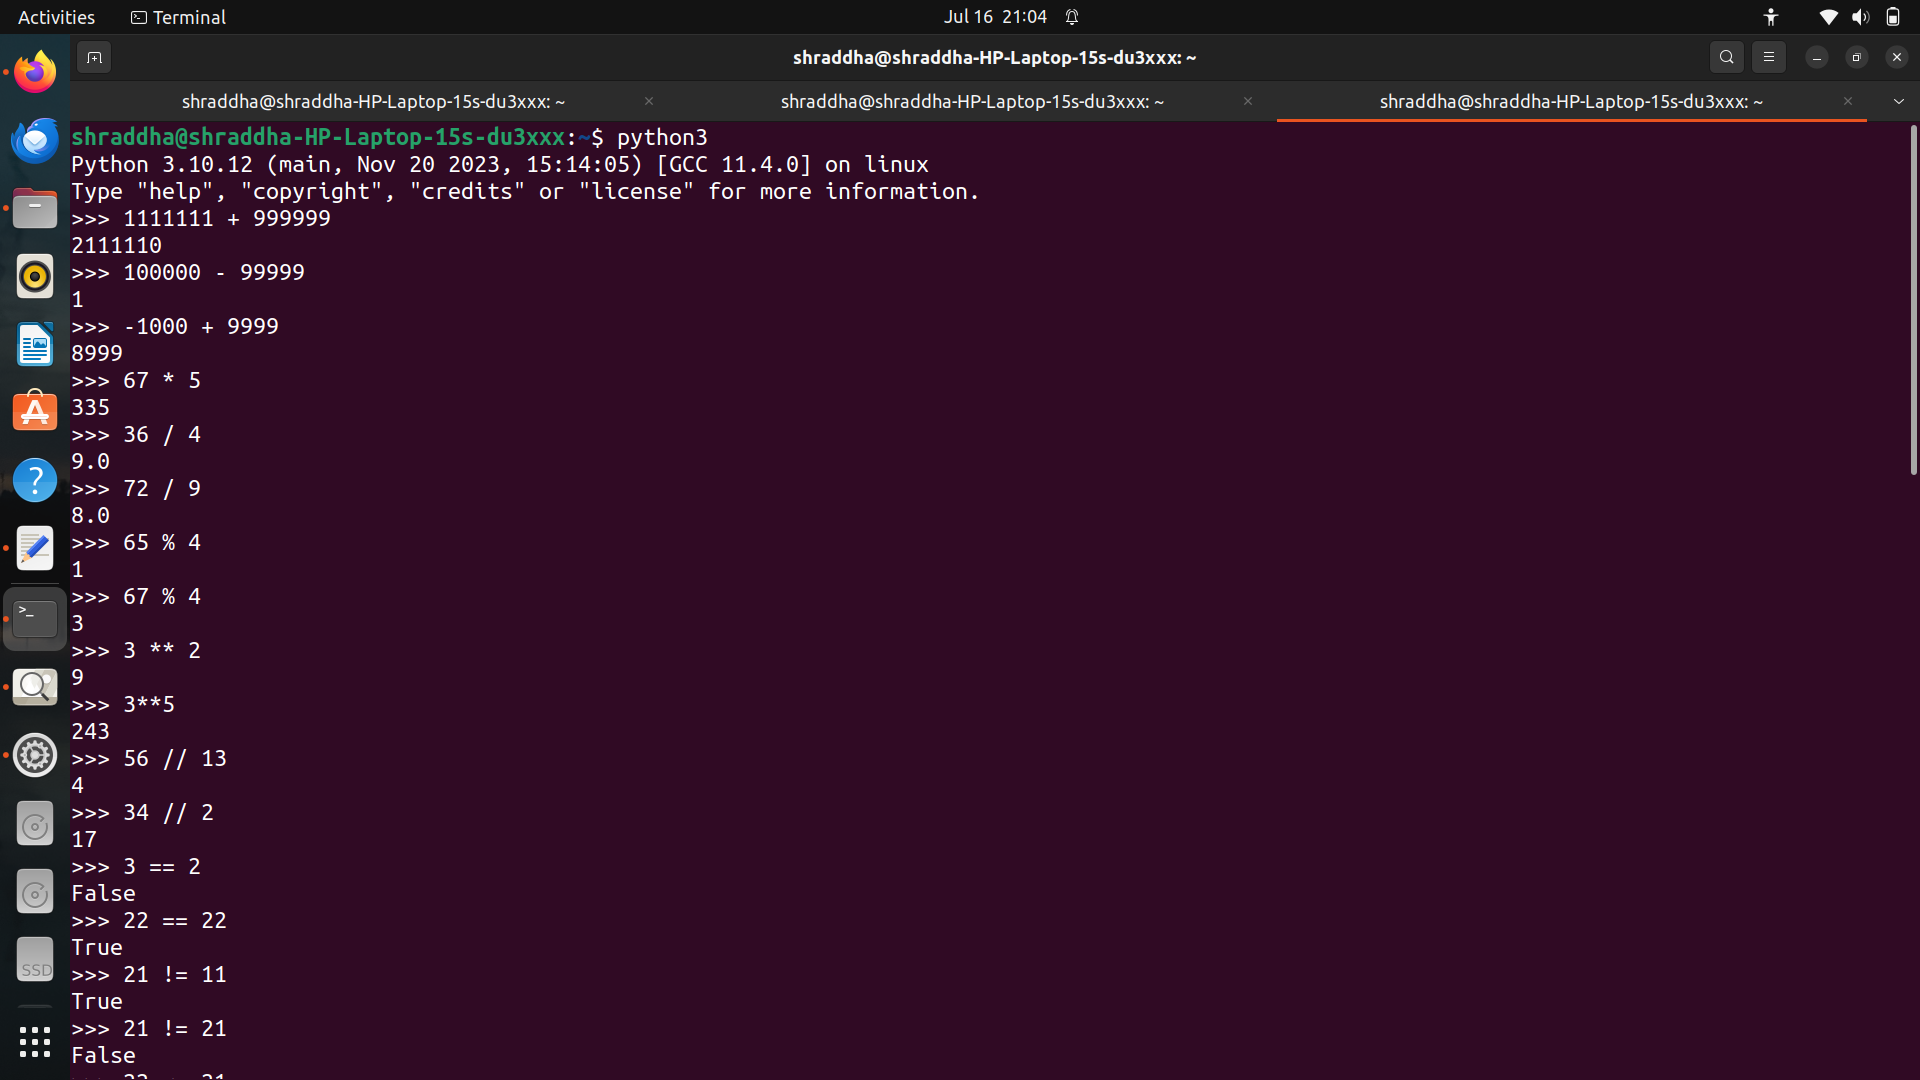 Activities
Terminal
Jul 16 21:04
shraddha@shraddha-HP-Laptop-15s-du3xxx: ~
shraddha@shraddha-HP-Laptop-15s-du3xxx: ~
shraddha@shraddha-HP-Laptop-15s-du3xxx: ~
shraddha@shraddha-HP-Laptop-15s-du3xxx: ~
shraddha@shraddha-HP-Laptop-15s-du3xxx:~$ python3
Python 3.10.12 (main, Nov 20 2023, 15:14:05) [GCC 11.4.0] on linux
Type "help", "copyright", "credits" or "license" for more information.
>>> 1111111 + 999999
2111110
>>> 100000 - 99999
1
>>> -1000 + 9999
8999
>>> 67 * 5
335
>>> 36 / 4
9.0
>>> 72 / 9
8.0
>>> 65 % 4
1
>>> 67 % 4
3
>>> 3 ** 2
9
>>> 3**5
243
>>> 56 // 13
4
>>> 34 // 2
17
>>> 3 == 2
False
>>> 22 == 22
True
>>> 21 != 11
True
>>> 21 != 21
False
SSD